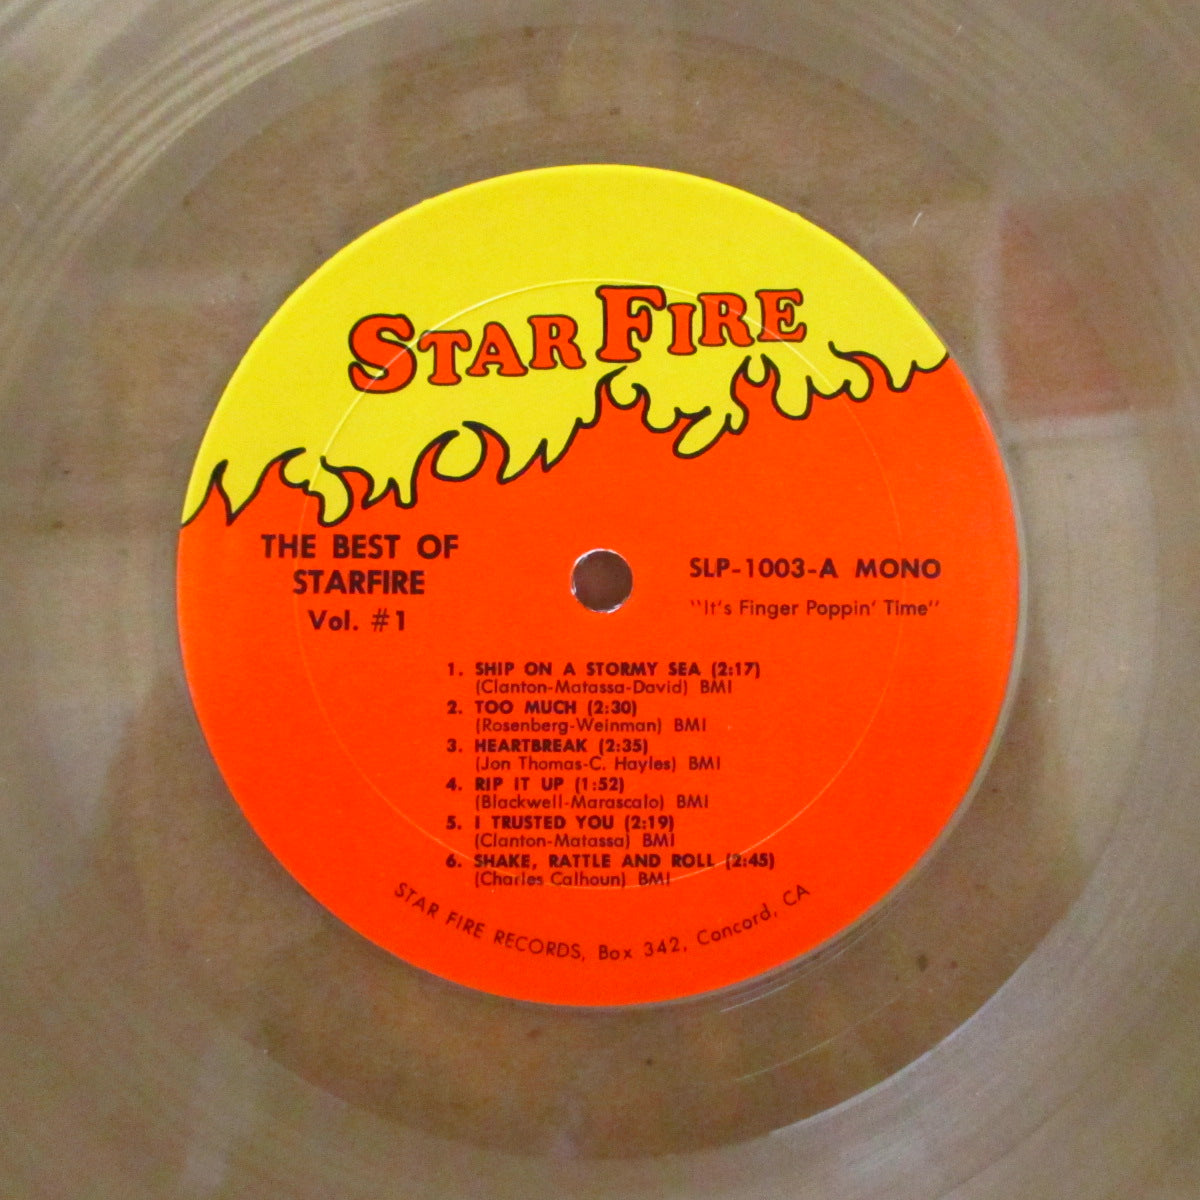 STAR FIRE
THE BEST OF
STARFIRE
Vol. #1
SLP-1003-A MONO
"It's Finger Poppin' Time"
1. SHIP ON A STORMY SEA (2:17)
(Clanton-Matassa-David) BMI
2. TOO MUCH (2:30)
(Rosenberg-Weinman) BMI
3. HEARTBREAK (2:35)
(Jon Thomas-C. Hayles) BMI
4. RIP IT UP (1:52)
(Blackwell-Marascalo) BMI
5. I TRUSTED YOU (2:19)
(Clanton-Matassa) BMI
6. SHAKE, RATTLE AND ROLL (2:45)
(Charles Calhoun) BMI
STAR FIRE RECORDS, Box 342, Concord, CA